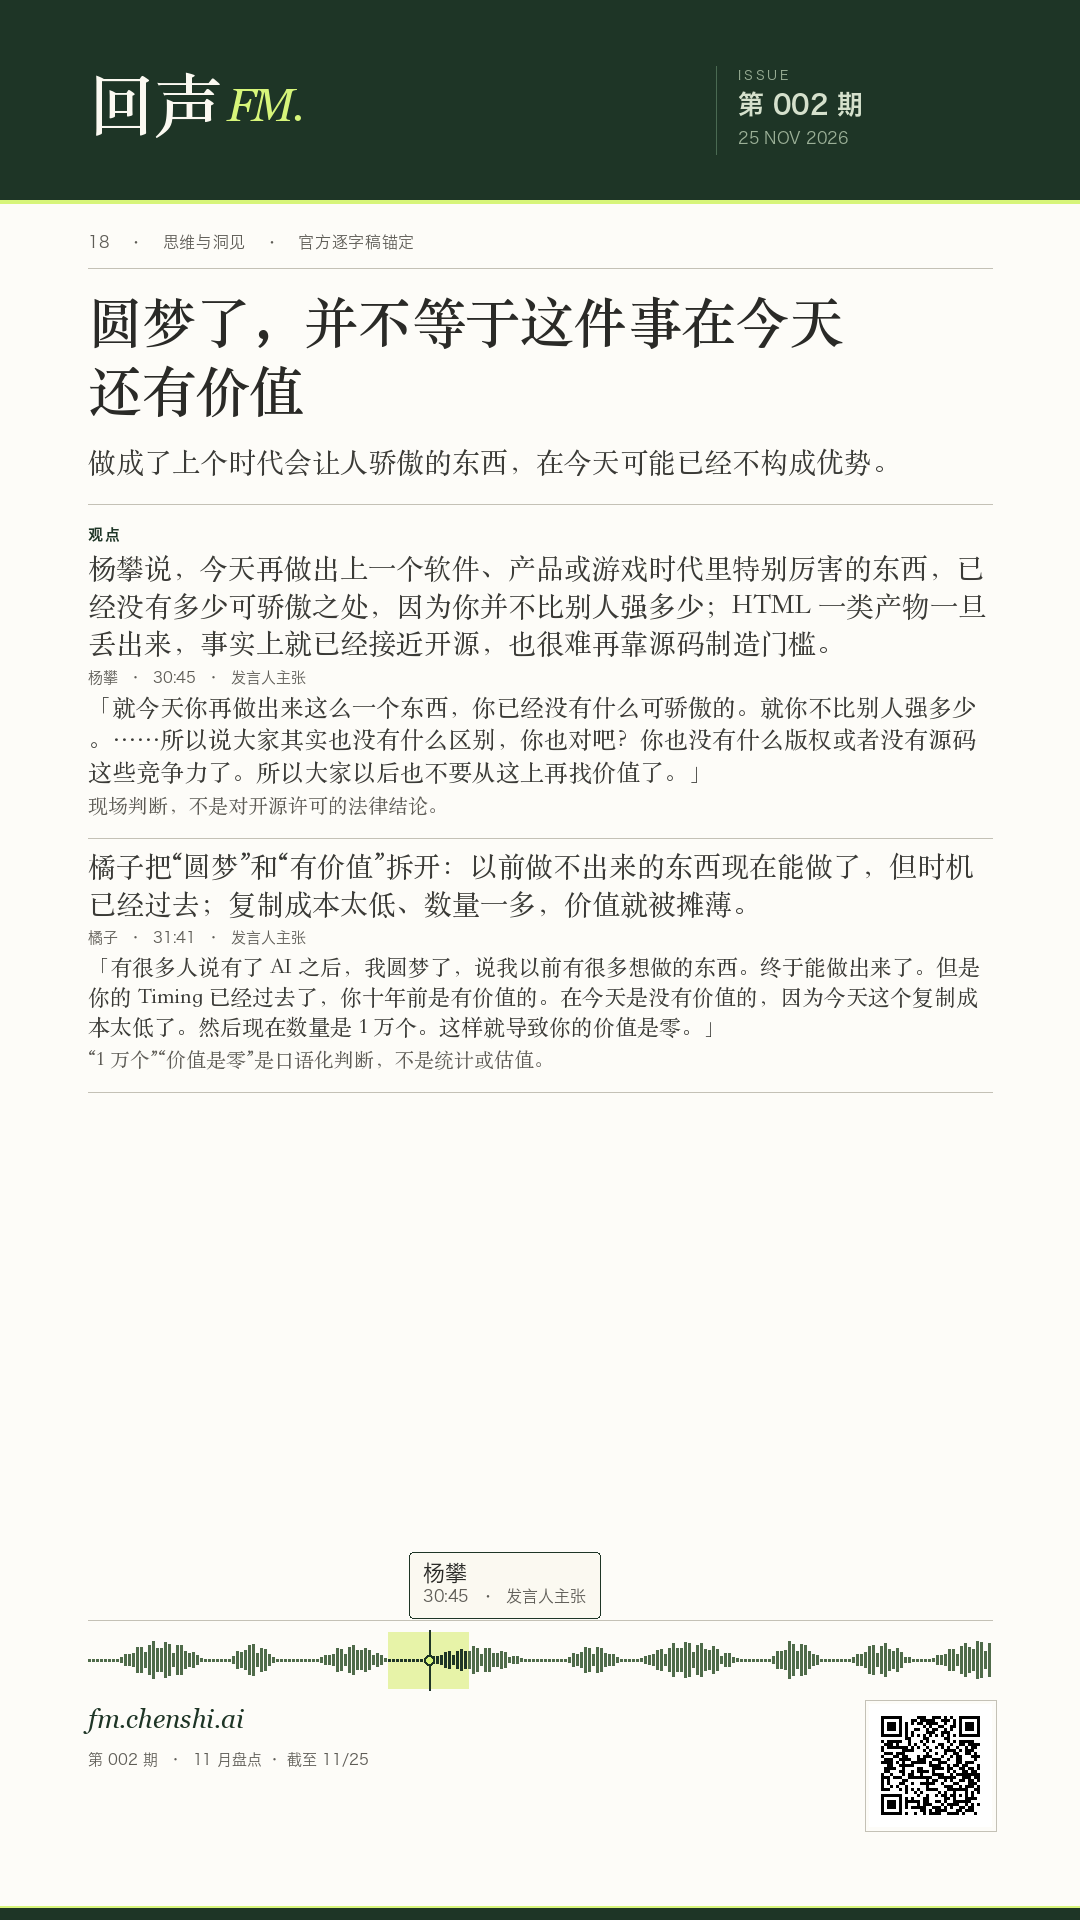 回声 FM.
ISSUE
第 002 期
25 NOV 2026
18 · 思维与洞见 · 官方逐字稿锚定
圆梦了，并不等于这件事在今天
还有价值
做成了上个时代会让人骄傲的东西，在今天可能已经不构成优势。
观点
杨攀说，今天再做出上一个软件、产品或游戏时代里特别厉害的东西，已
经没有多少可骄傲之处，因为你并不比别人强多少；HTML 一类产物一旦
丢出来，事实上就已经接近开源，也很难再靠源码制造门槛。
杨攀 · 30:45 · 发言人主张
「就今天你再做出来这么一个东西，你已经没有什么可骄傲的。就你不比别人强多少
。⋯⋯所以说大家其实也没有什么区别，你也对吧？你也没有什么版权或者没有源码
这些竞争力了。所以大家以后也不要从这上再找价值了。」
现场判断，不是对开源许可的法律结论。
橘子把“圆梦”和“有价值”拆开：以前做不出来的东西现在能做了，但时机
已经过去；复制成本太低、数量一多，价值就被摊薄。
橘子 · 31:41 · 发言人主张
「有很多人说有了 AI 之后，我圆梦了，说我以前有很多想做的东西。终于能做出来了。但是
你的 Timing 已经过去了，你十年前是有价值的。在今天是没有价值的，因为今天这个复制成
本太低了。然后现在数量是 1 万个。这样就导致你的价值是零。」
“1 万个”“价值是零”是口语化判断，不是统计或估值。
杨攀
30:45 · 发言人主张
fm.chenshi.ai
第 002 期 · 11 月盘点 · 截至 11/25